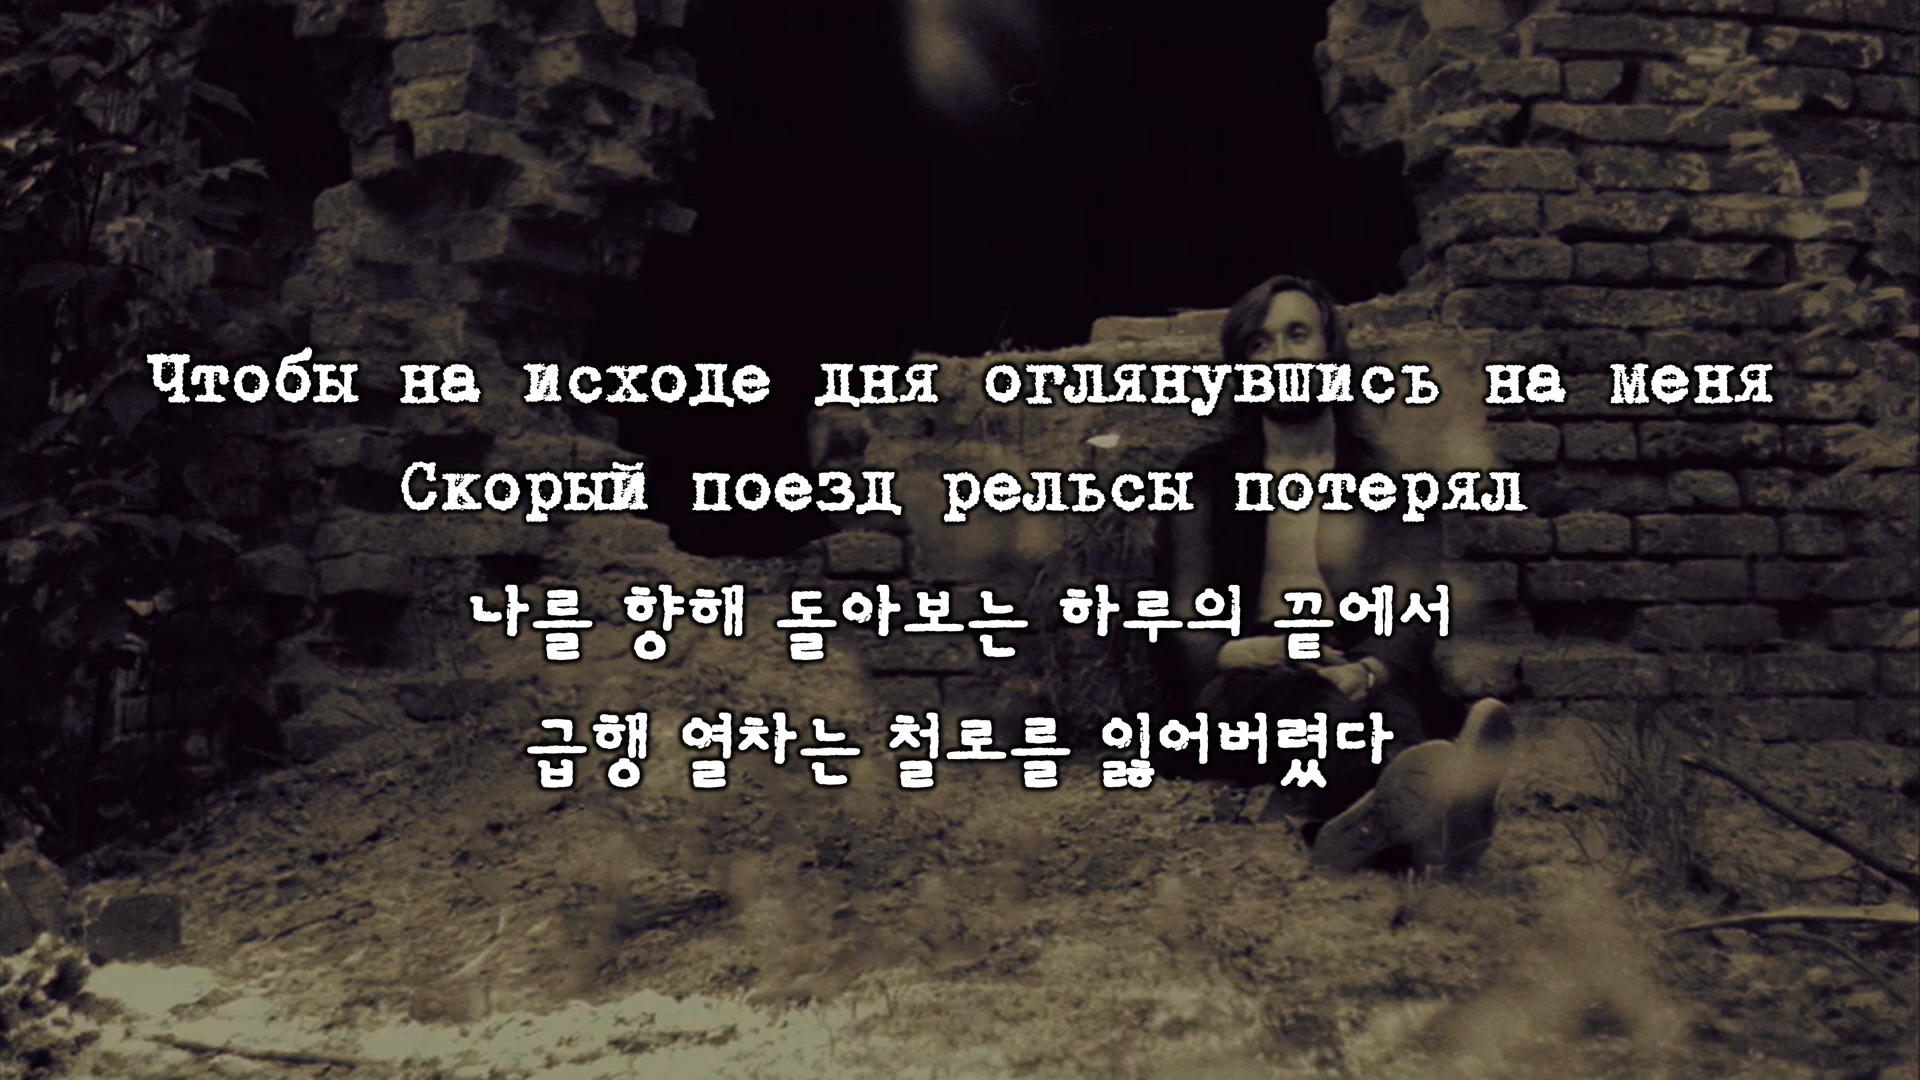 Чтобы на исходе дня оглянувшись на меня
Скорый поезд рельсы потерял
나를 향해 돌아보는 하루의 끝에서
급행 열차는 철로를 잃어버렸다